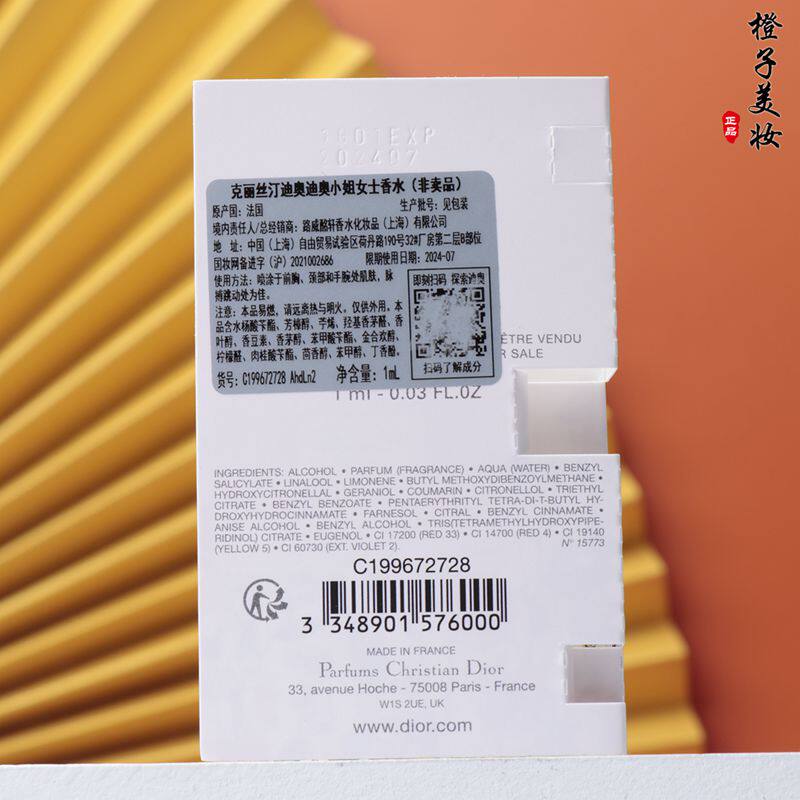 橙子美妆
正品
1G01EXP
202407
克丽丝汀迪奥迪奥小姐女士香水（非卖品）
原产国：法国 生产批号：见包装
境内责任人/总经销商：路威酩轩香水化妆品（上海）有限公司
地 址：中国（上海）自由贸易试验区荷丹路190号32#厂房第二层B部位
国妆网备进字（沪）2021002686 限期使用日期：2024-07
使用方法：喷涂于前胸、颈部和手腕处肌肤，脉
搏跳动处为佳。
注意：本品易燃，请远离热与明火。仅供外用。本
品含水杨酸苄酯、芳樟醇、苧烯、羟基香茅醛、香
叶醇、香豆素、香茅醇、苯甲酸苄酯、金合欢醇、
柠檬醛、肉桂酸苄酯、茴香醇、苯甲醇、丁香酚。
货号：C199672728 AhdLn2 净含量：1mL
即刻扫码 探索迪奥
扫码了解成分
ÊTRE VENDU
R SALE
1 ml - 0.03 FL.OZ
INGREDIENTS: ALCOHOL • PARFUM (FRAGRANCE) • AQUA (WATER) • BENZYL
SALICYLATE • LINALOOL • LIMONENE • BUTYL METHOXYDIBENZOYLMETHANE •
HYDROXYCITRONELLAL • GERANIOL • COUMARIN • CITRONELLOL • TRIETHYL
CITRATE • BENZYL BENZOATE • PENTAERYTHRITYL TETRA-DI-T-BUTYL HY-
DROXYHYDROCINNAMATE • FARNESOL • CITRAL • BENZYL CINNAMATE •
ANISE ALCOHOL • BENZYL ALCOHOL • TRIS(TETRAMETHYLHYDROXYPIPE-
RIDINOL) CITRATE • EUGENOL • CI 17200 (RED 33) • CI 14700 (RED 4) • CI 19140
(YELLOW 5) • CI 60730 (EXT. VIOLET 2). N° 15773
C199672728
3 348901 576000
MADE IN FRANCE
Parfums Christian Dior
33, avenue Hoche - 75008 Paris - France
W1S 2UE, UK
www.dior.com